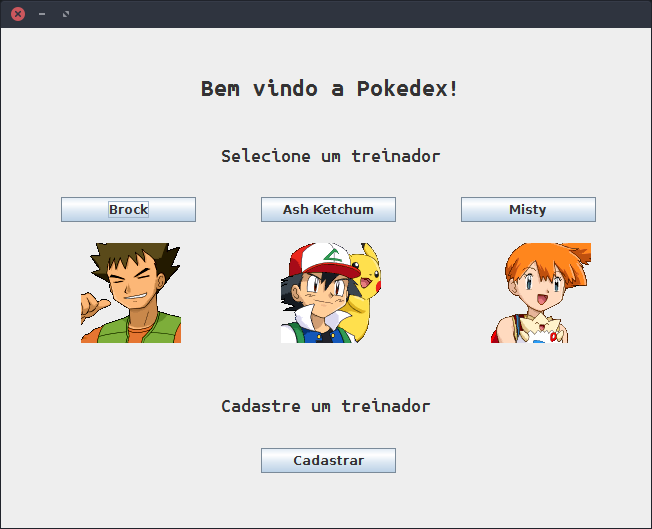 Bem vindo a Pokedex!
Selecione um treinador
Brock
Ash Ketchum
Misty
Cadastre um treinador
Cadastrar